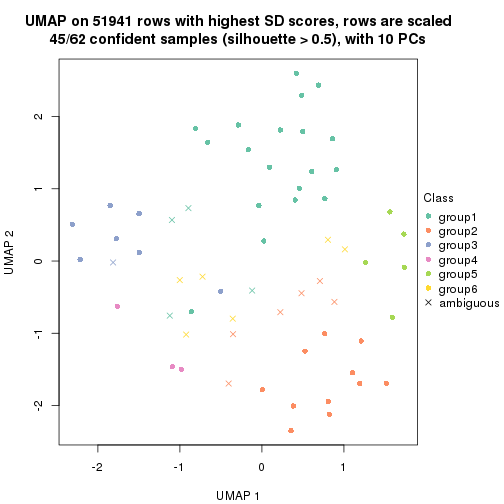 UMAP on 51941 rows with highest SD scores, rows are scaled
45/62 confident samples (silhouette > 0.5), with 10 PCs
2
1
0
-1
-2
UMAP 2
-2
-1
0
1
UMAP 1
Class
group1
group2
group3
group4
group5
group6
ambiguous